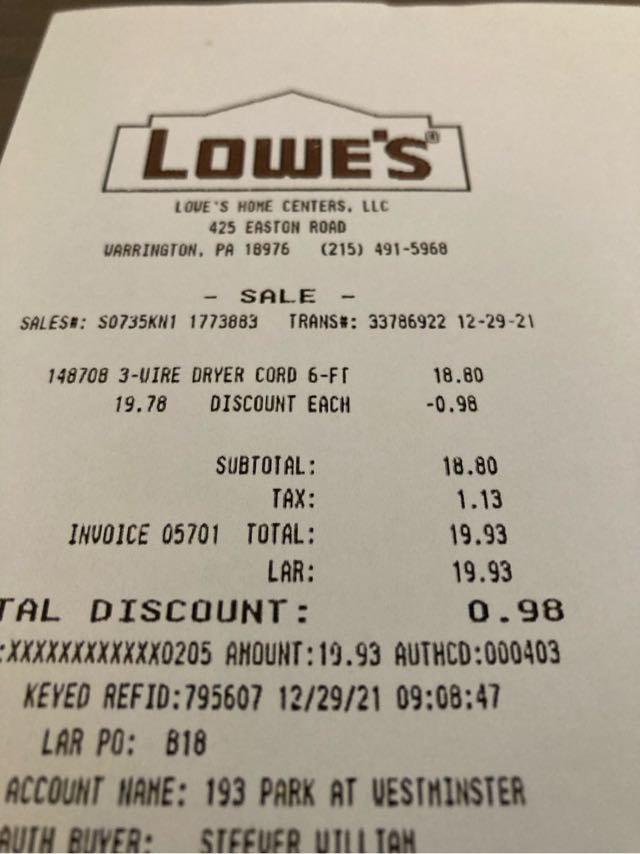 LOWE'S®
LOWE'S HOME CENTERS, LLC
425 EASTON ROAD
WARRINGTON, PA 18976 (215) 491-5968
- SALE -
SALES#: S0735KN1 1773883 TRANS#: 33786922 12-29-21
148708 3-WIRE DRYER CORD 6-FT 18.80
19.78 DISCOUNT EACH -0.98
SUBTOTAL: 18.80
TAX: 1.13
INVOICE 05701 TOTAL: 19.93
LAR: 19.93
TAL DISCOUNT: 0.98
:XXXXXXXXXXXX0205 AMOUNT:19.93 AUTHCD:000403
KEYED REFID:795607 12/29/21 09:08:47
LAR PO: B18
ACCOUNT NAME: 193 PARK AT WESTMINSTER
AUTH BUYER: STEEVER WILLIAM